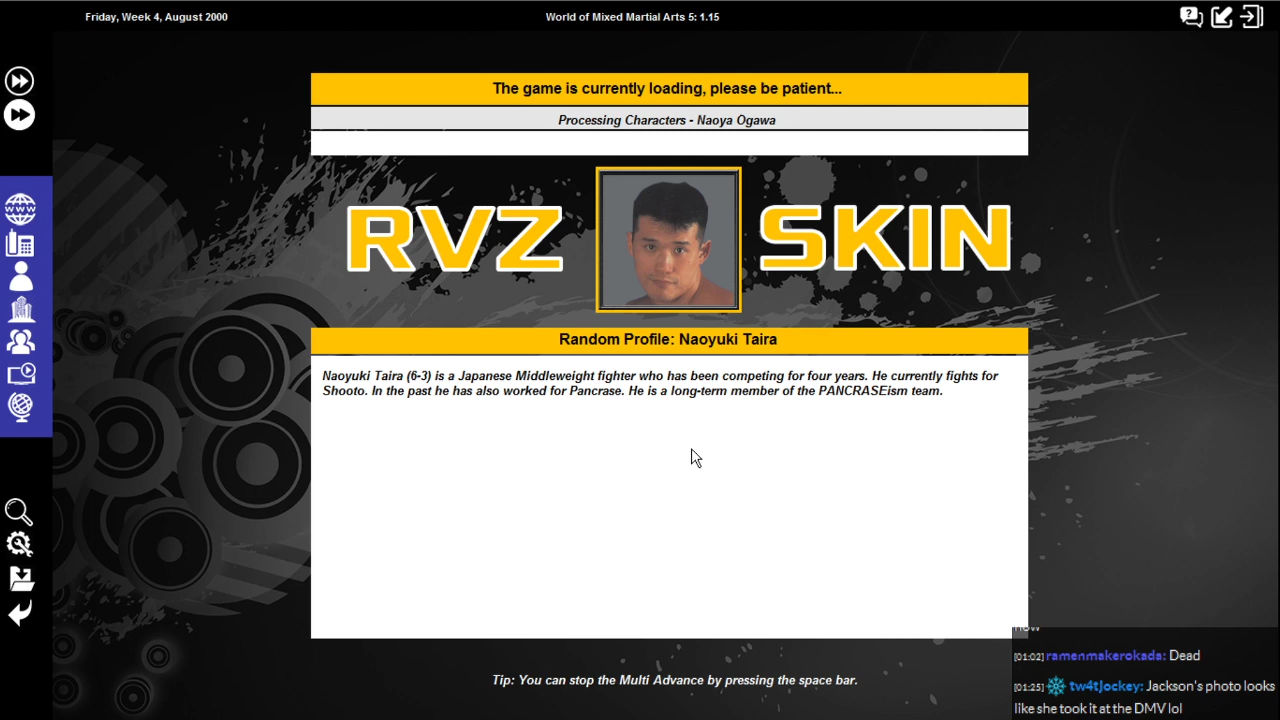 Friday, Week 4, August 2000
World of Mixed Martial Arts 5: 1.15
The game is currently loading, please be patient...
Processing Characters - Naoya Ogawa
RVZ SKIN
Random Profile: Naoyuki Taira
Naoyuki Taira (6-3) is a Japanese Middleweight fighter who has been competing for four years. He currently fights for
Shooto. In the past he has also worked for Pancrase. He is a long-term member of the PANCRASEism team.
Tip: You can stop the Multi Advance by pressing the space bar.
[01:02] ramenmakerokada: Dead
[01:25] tw4tjockey: Jackson's photo looks
like she took it at the DMV lol